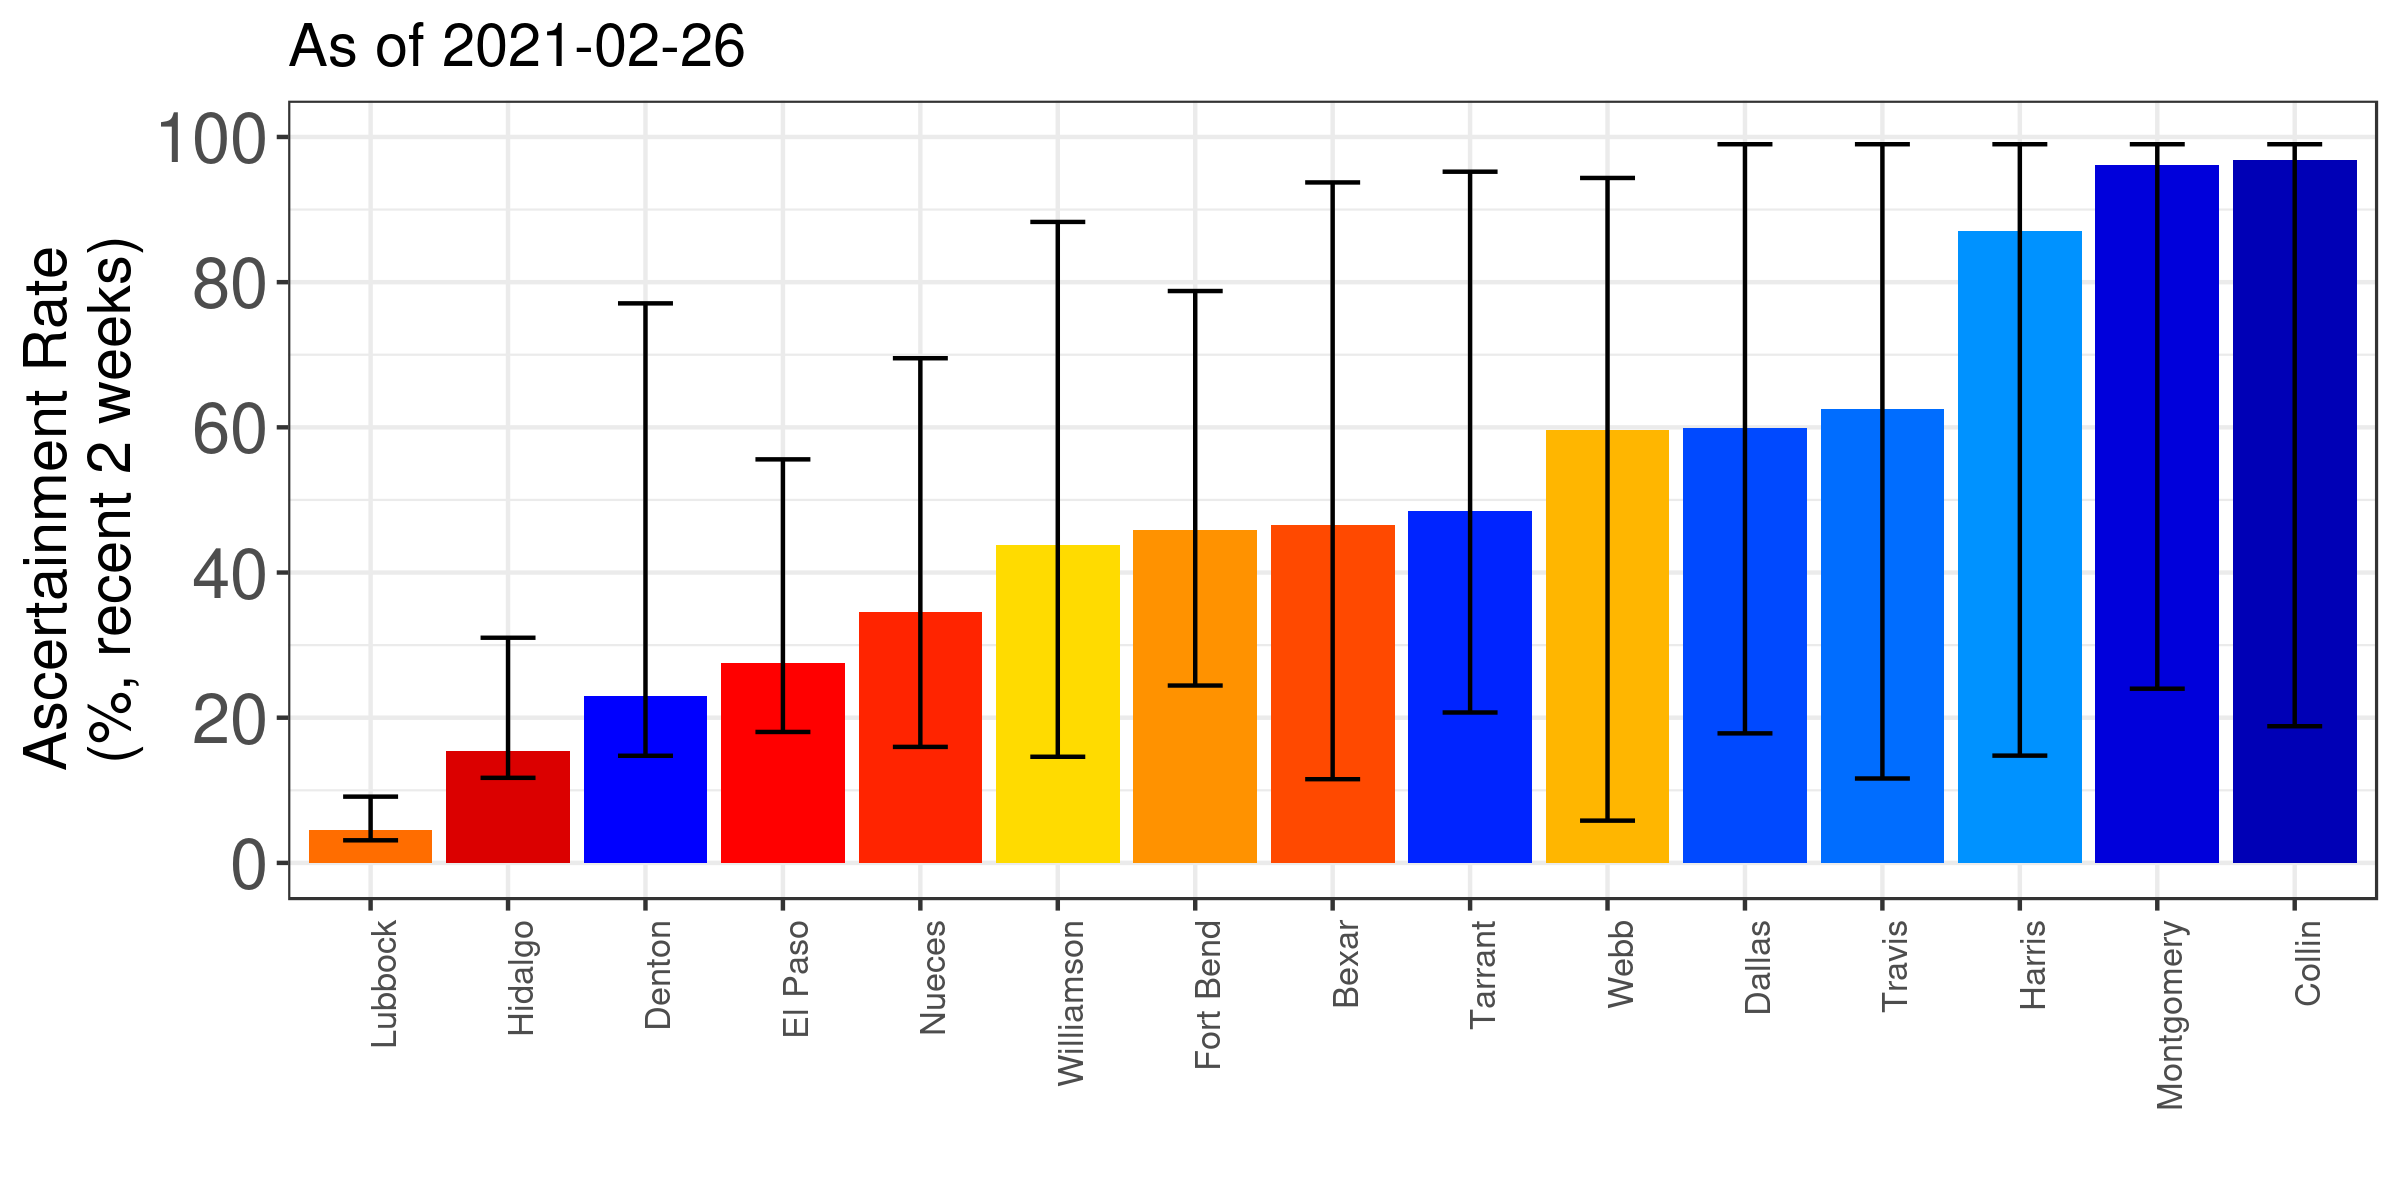 As of 2021-02-26
Ascertainment Rate
(%, recent 2 weeks)
100
80
60
40
20
0
Lubbock
Hidalgo
Denton
El Paso
Nueces
Williamson
Fort Bend
Bexar
Tarrant
Webb
Dallas
Travis
Harris
Montgomery
Collin